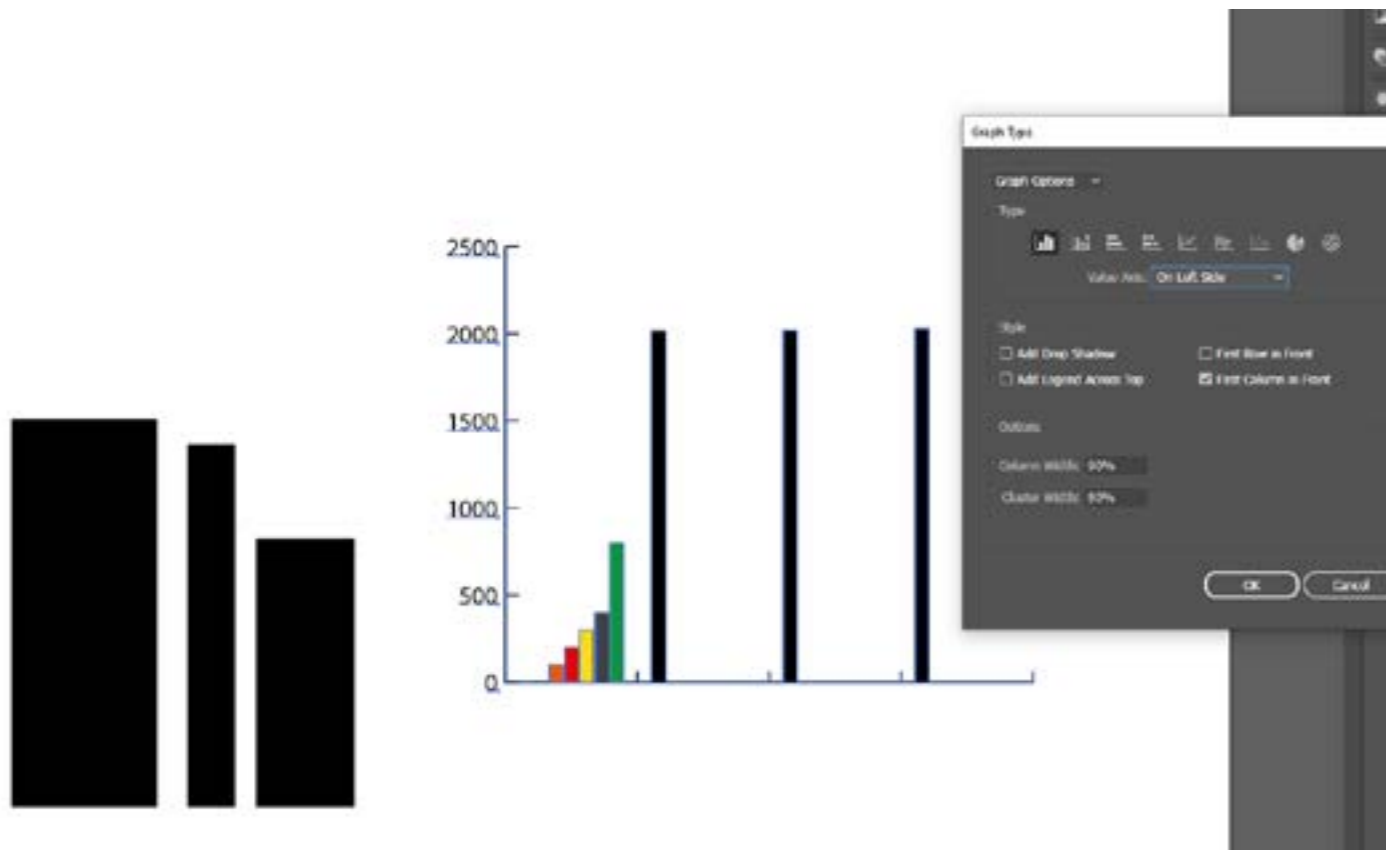 Graph Type
Graph Options
Type
Value Axis: On Left Side
Style
Add Drop Shadow
First Row in Front
Add Legend Across Top
First Column in Front
Options
Column Width: 90%
Cluster Width: 80%
OK
Cancel
2500
2000
1500
1000
500
0